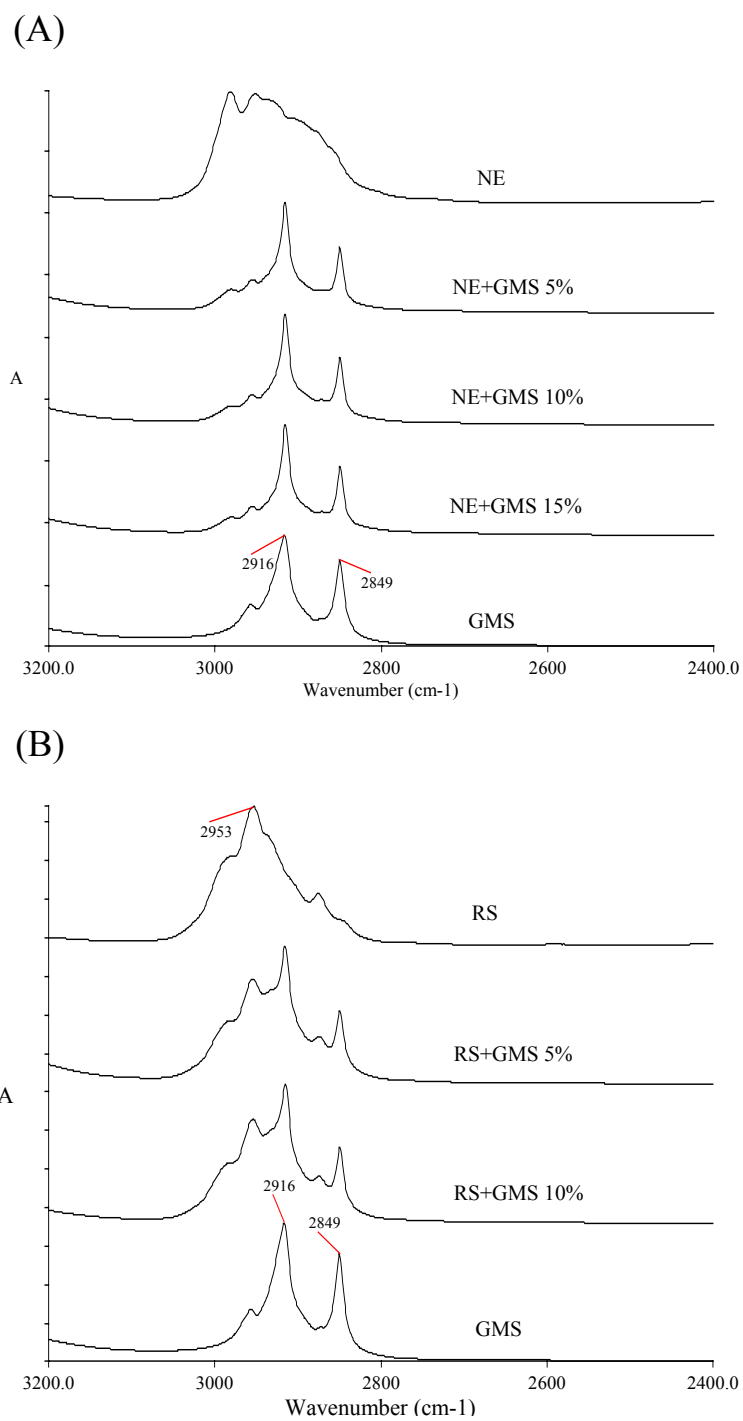 (A)
NE
NE+GMS 5%
A
NE+GMS 10%
NE+GMS 15%
2916
2849
GMS
3200.0 3000 2800 2600 2400.0
Wavenumber (cm-1)
(B)
2953
RS
RS+GMS 5%
A
RS+GMS 10%
2916
2849
GMS
3200.0 3000 2800 2600 2400.0
Wavenumber (cm-1)